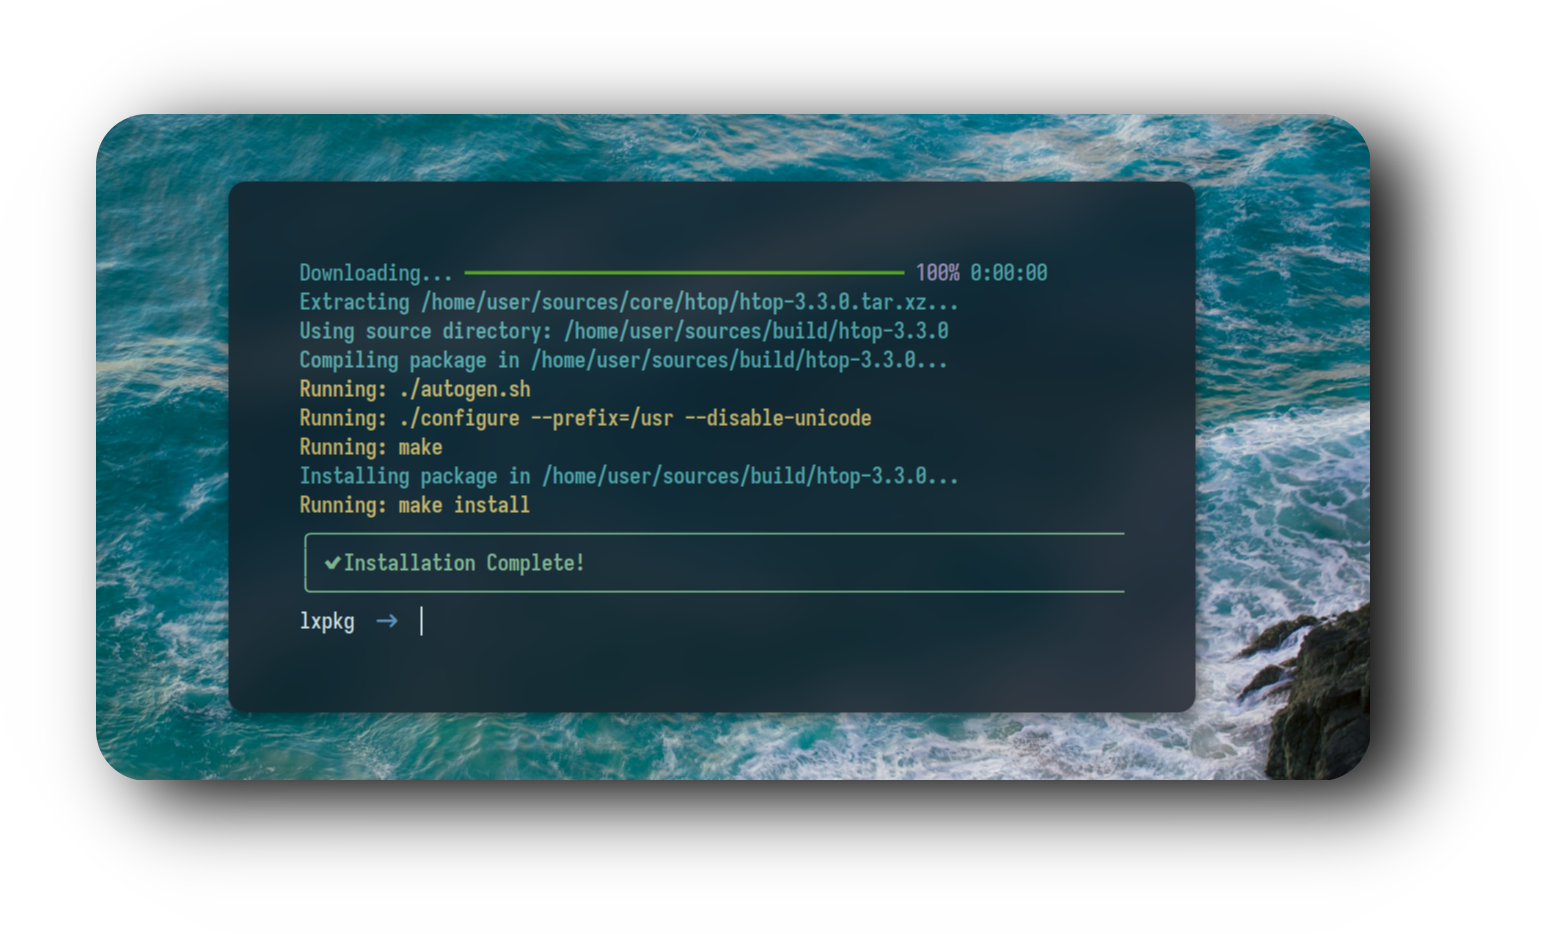 Downloading... 100% 0:00:00
Extracting /home/user/sources/core/htop/htop-3.3.0.tar.xz...
Using source directory: /home/user/sources/build/htop-3.3.0
Compiling package in /home/user/sources/build/htop-3.3.0...
Running: ./autogen.sh
Running: ./configure --prefix=/usr --disable-unicode
Running: make
Installing package in /home/user/sources/build/htop-3.3.0...
Running: make install
✔Installation Complete!
lxpkg →